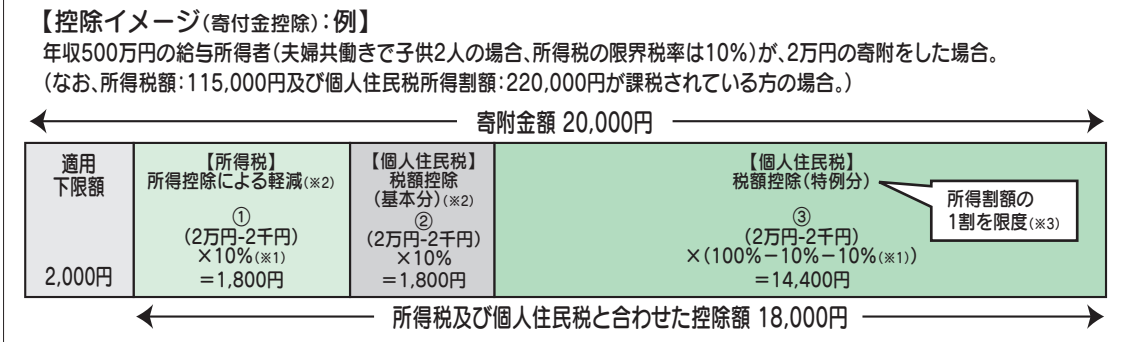 【控除イメージ(寄付金控除):例】
年収500万円の給与所得者(夫婦共働きで子供2人の場合、所得税の限界税率は10%)が、2万円の寄附をした場合。
(なお、所得税額:115,000円及び個人住民税所得割額:220,000円が課税されている方の場合。)
寄附金額 20,000円
適用
下限額
2,000円
【所得税】
所得控除による軽減(※2)
①
(2万円-2千円)
×10%(※1)
=1,800円
【個人住民税】
税額控除
(基本分)(※2)
②
(2万円-2千円)
×10%
=1,800円
【個人住民税】
税額控除(特例分)
③
(2万円-2千円)
×(100%-10%-10%(※1))
=14,400円
所得割額の
1割を限度(※3)
所得税及び個人住民税と合わせた控除額 18,000円